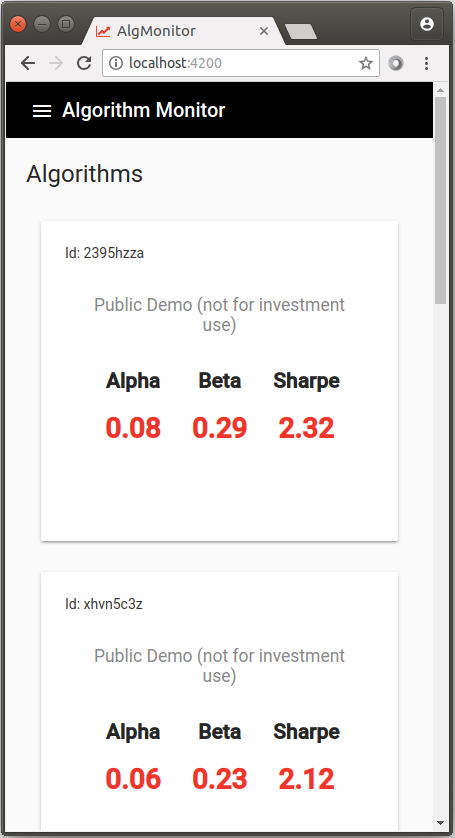 AlgMonitor
localhost:4200
Algorithm Monitor
Algorithms
Id: 2395hzza
Public Demo (not for investment
use)
Alpha Beta Sharpe
0.08 0.29 2.32
Id: xhvn5c3z
Public Demo (not for investment
use)
Alpha Beta Sharpe
0.06 0.23 2.12